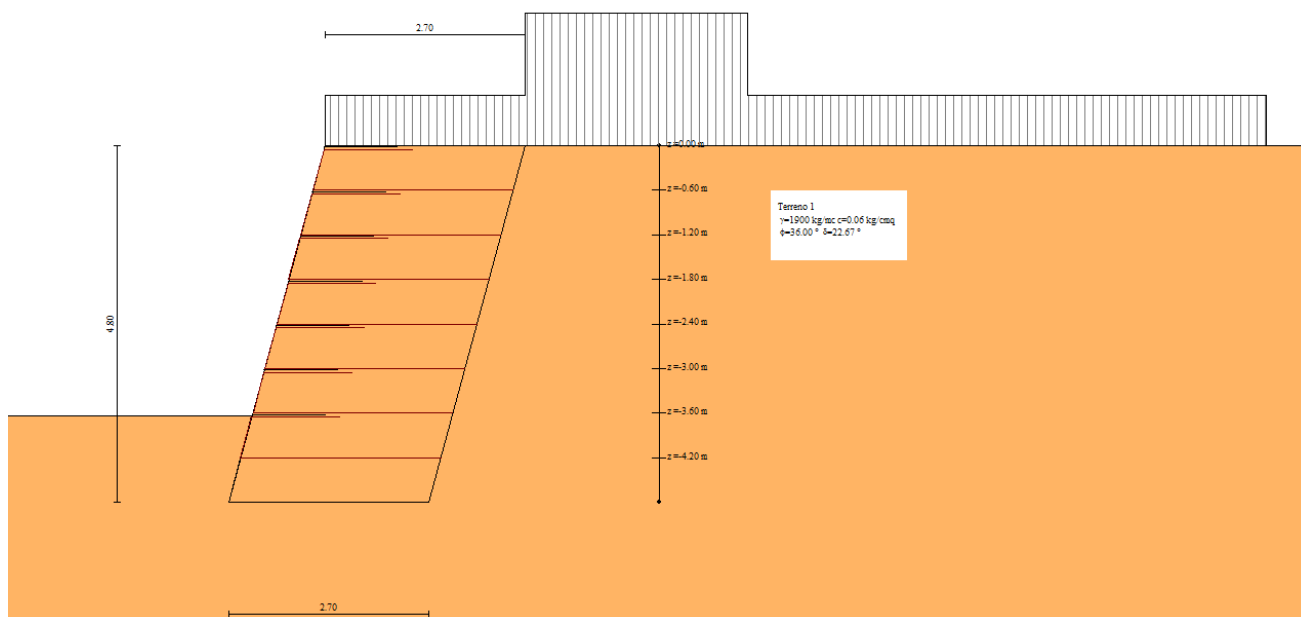 2.70
z=0.00 m
z=-0.60 m
Terreno 1
γ=1900 kg/mc c=0.06 kg/cmq
ϕ=36.00 ° δ=22.67 °
z=-1.20 m
z=-1.80 m
4.80
z=-2.40 m
z=-3.00 m
z=-3.60 m
z=-4.20 m
2.70